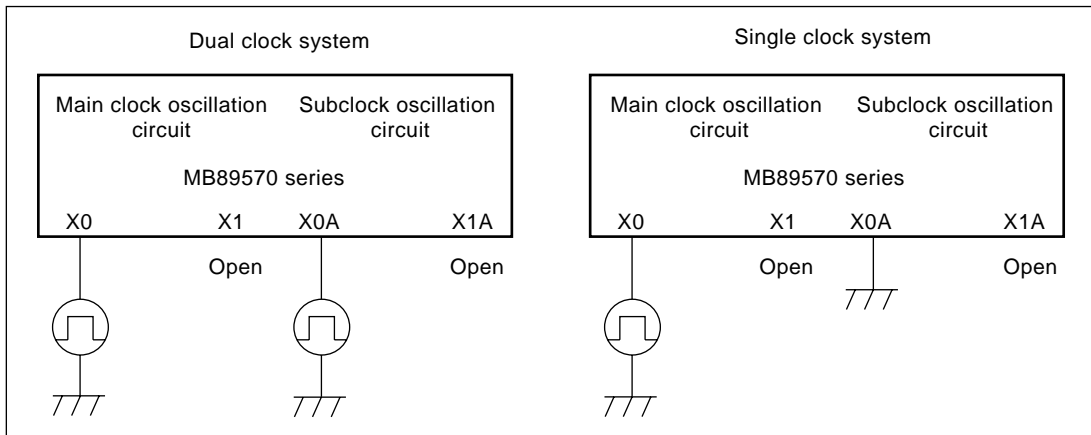 Dual clock system
Main clock oscillation circuit
Subclock oscillation circuit
MB89570 series
X0 X1 X0A X1A
Open Open
Single clock system
Main clock oscillation circuit
Subclock oscillation circuit
MB89570 series
X0 X1 X0A X1A
Open Open